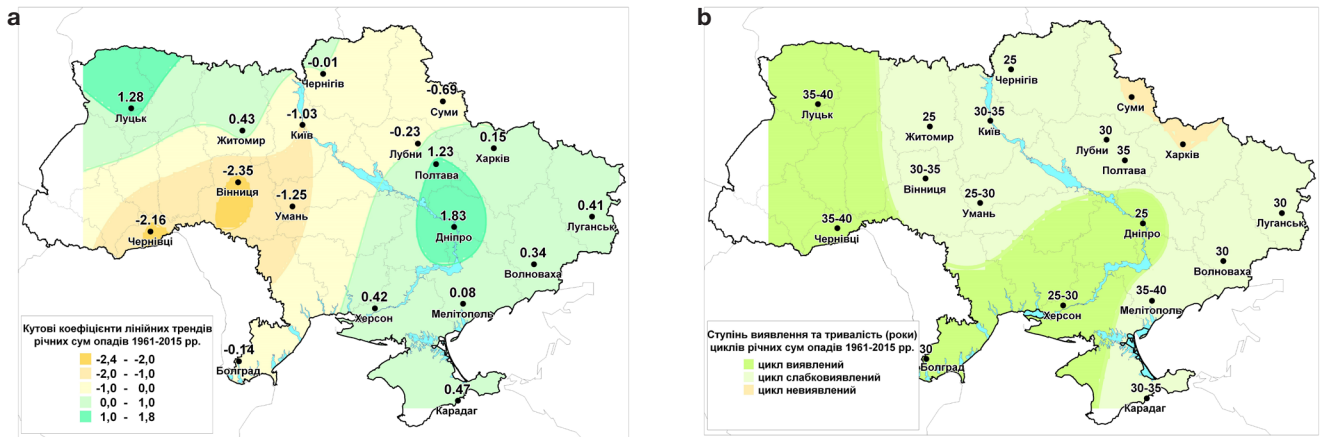 a
-0.01
Чернігів
1.28
Луцьк
-0.69
Суми
0.43
Житомир
-1.03
Київ
-0.23
Лубни
0.15
Харків
1.23
Полтава
-2.35
Вінниця
-1.25
Умань
0.41
Луганськ
-2.16
Чернівці
1.83
Дніпро
0.34
Волноваха
0.42
Херсон
0.08
Мелітополь
-0.14
Болград
0.47
Карадаг
Кутові коефіцієнти лінійних трендів
річних сум опадів 1961-2015 рр.
-2,4 - -2,0
-2,0 - -1,0
-1,0 - 0,0
0,0 - 1,0
1,0 - 1,8
b
25
Чернігів
35-40
Луцьк
Суми
25
Житомир
30-35
Київ
30
Лубни
Харків
35
Полтава
30-35
Вінниця
25-30
Умань
30
Луганськ
35-40
Чернівці
25
Дніпро
30
Волноваха
25-30
Херсон
35-40
Мелітополь
30
Болград
30-35
Карадаг
Ступінь виявлення та тривалість (роки)
циклів річних сум опадів 1961-2015 рр.
цикл виявлений
цикл слабковиявлений
цикл невиявлений